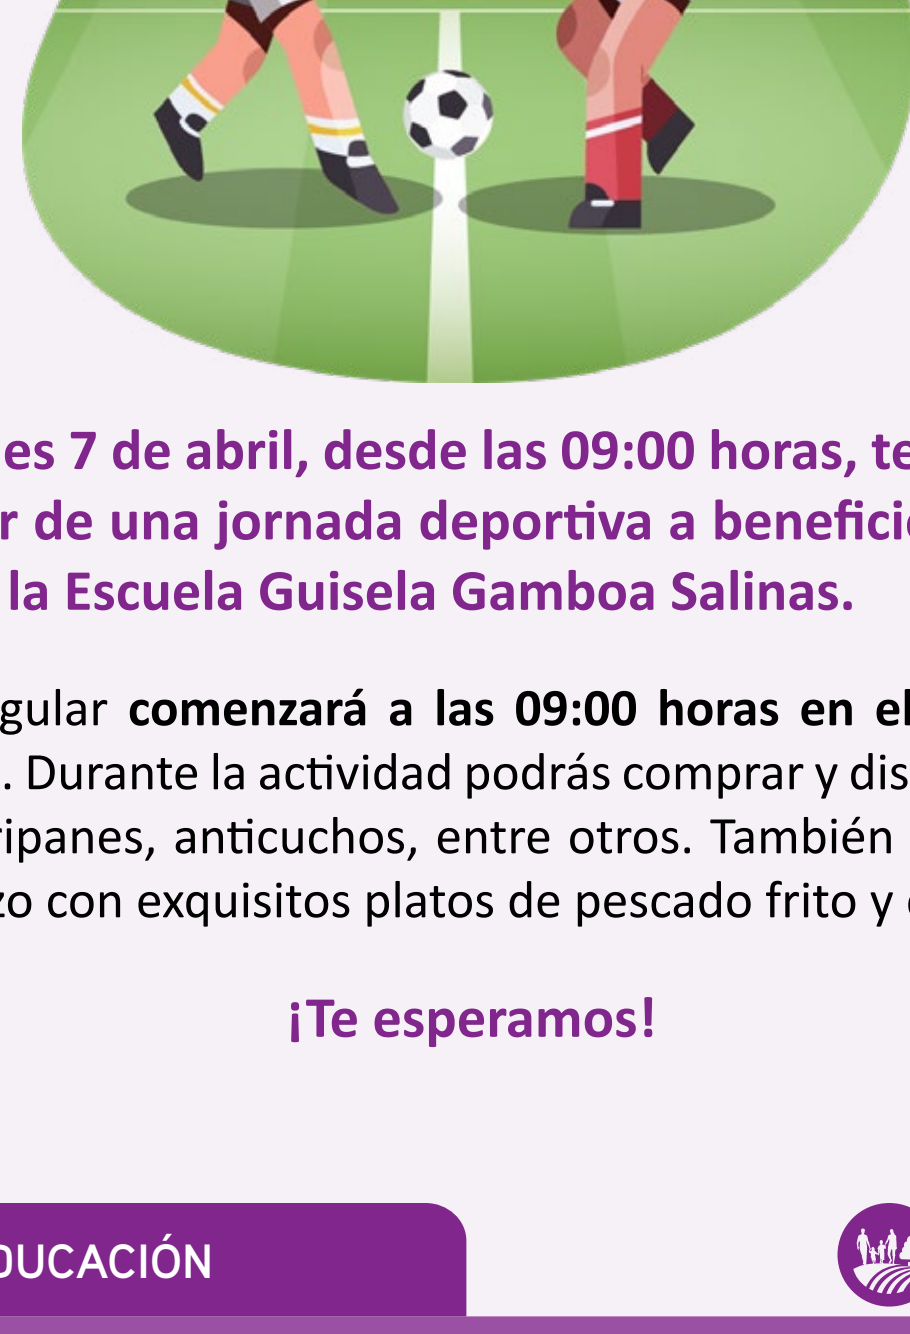 es 7 de abril, desde las 09:00 horas, te
r de una jornada deportiva a benefici
la Escuela Guisela Gamboa Salinas.
gular comenzará a las 09:00 horas en el
. Durante la actividad podrás comprar y dis
ripanes, anticuchos, entre otros. También
zo con exquisitos platos de pescado frito y
¡Te esperamos!
DUCACIÓN